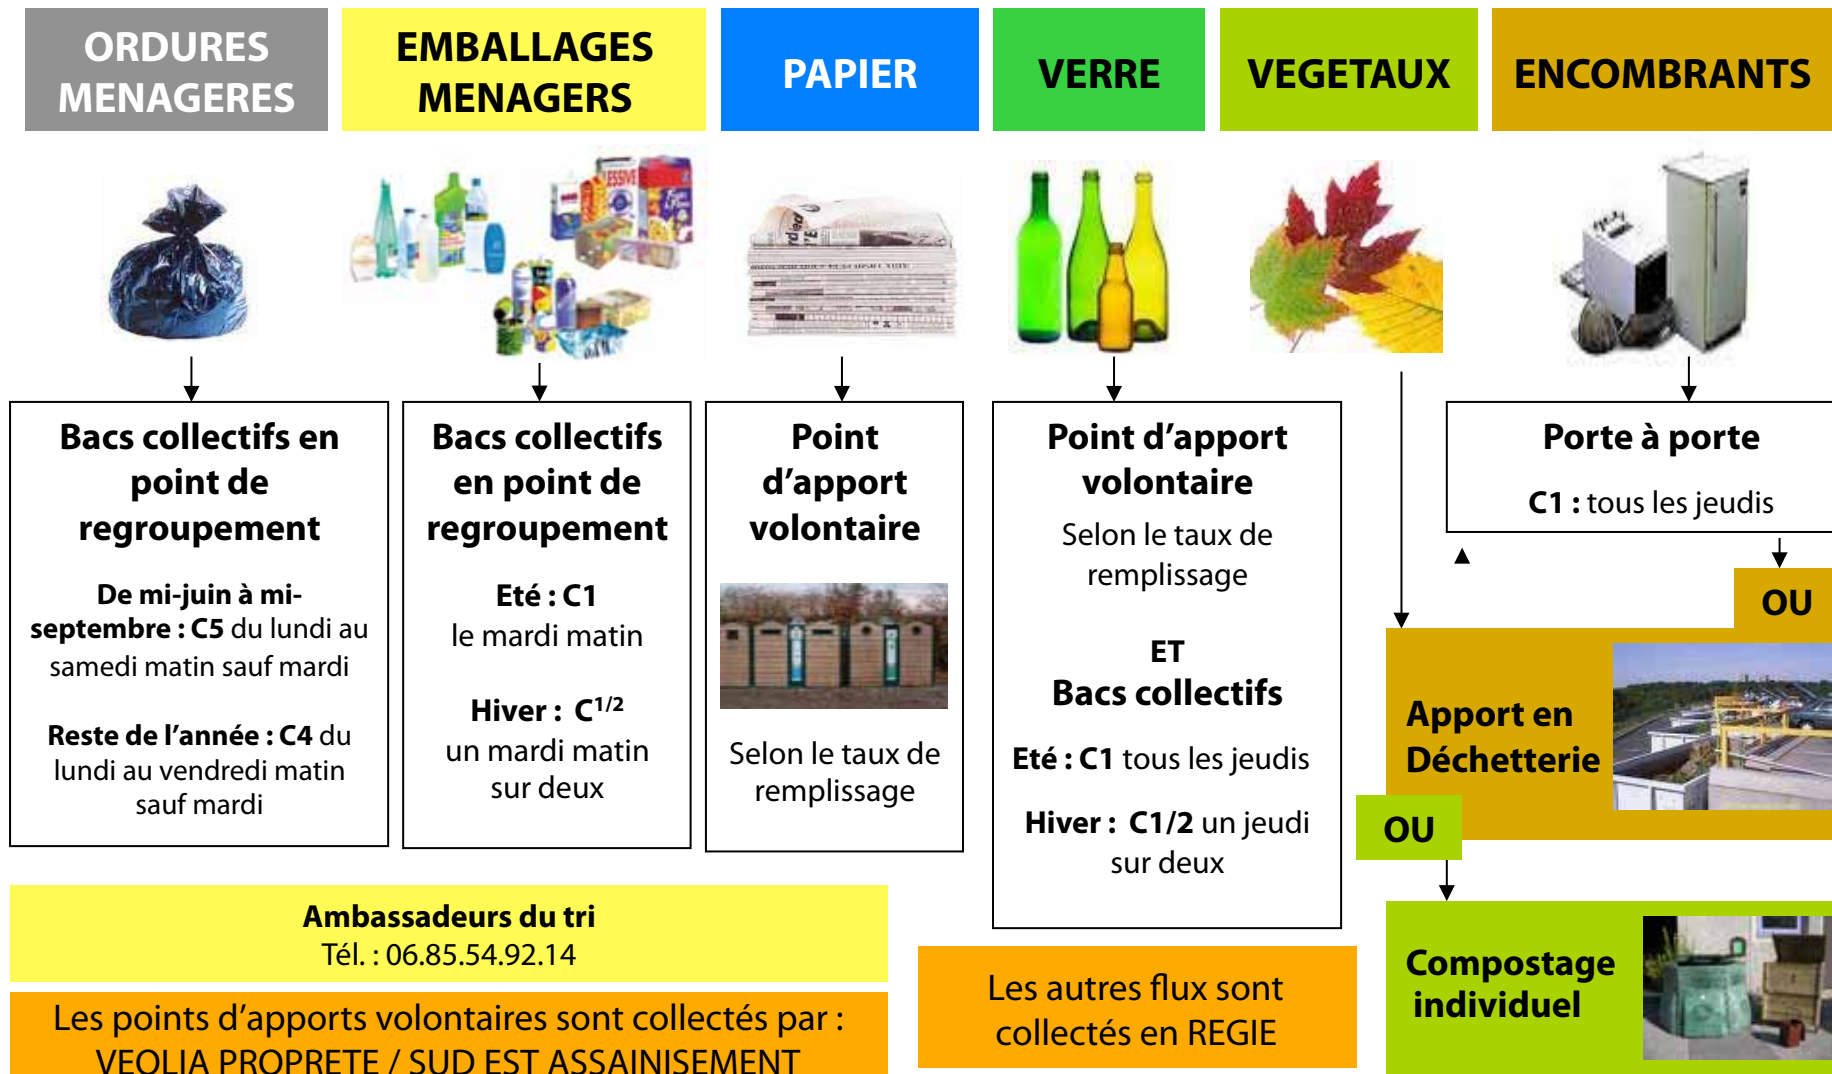 ORDURES
MENAGERES
EMBALLAGES
MENAGERS
PAPIER
VERRE
VEGETAUX
ENCOMBRANTS
LESSIVE
Bacs collectifs en
point de
regroupement
De mi-juin à mi-
septembre : C5 du lundi au
samedi matin sauf mardi
Reste de l’année : C4 du
lundi au vendredi matin
sauf mardi
Bacs collectifs
en point de
regroupement
Eté : C1
le mardi matin
Hiver : C1/2
un mardi matin
sur deux
Point
d’apport
volontaire
Selon le taux de
remplissage
Point d’apport
volontaire
Selon le taux de
remplissage
ET
Bacs collectifs
Eté : C1 tous les jeudis
Hiver : C1/2 un jeudi
sur deux
Porte à porte
C1 : tous les jeudis
OU
Apport en
Déchetterie
OU
Compostage
individuel
Ambassadeurs du tri
Tél. : 06.85.54.92.14
Les points d’apports volontaires sont collectés par :
VEOLIA PROPRETE / SUD EST ASSAINISEMENT
Les autres flux sont
collectés en REGIE